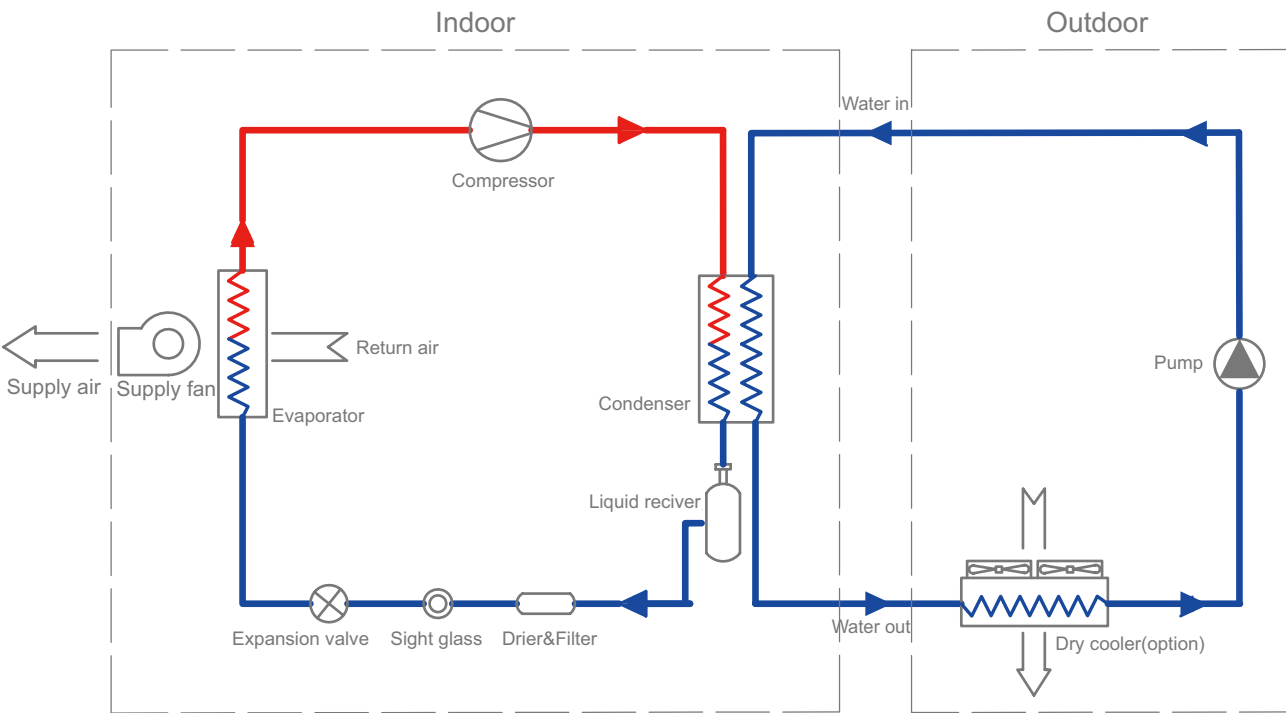 Indoor
Outdoor
Water in
Compressor
Return air
Pump
Supply air
Supply fan
Evaporator
Condenser
Liquid reciver
Expansion valve
Sight glass
Drier&Filter
Water out
Dry cooler(option)